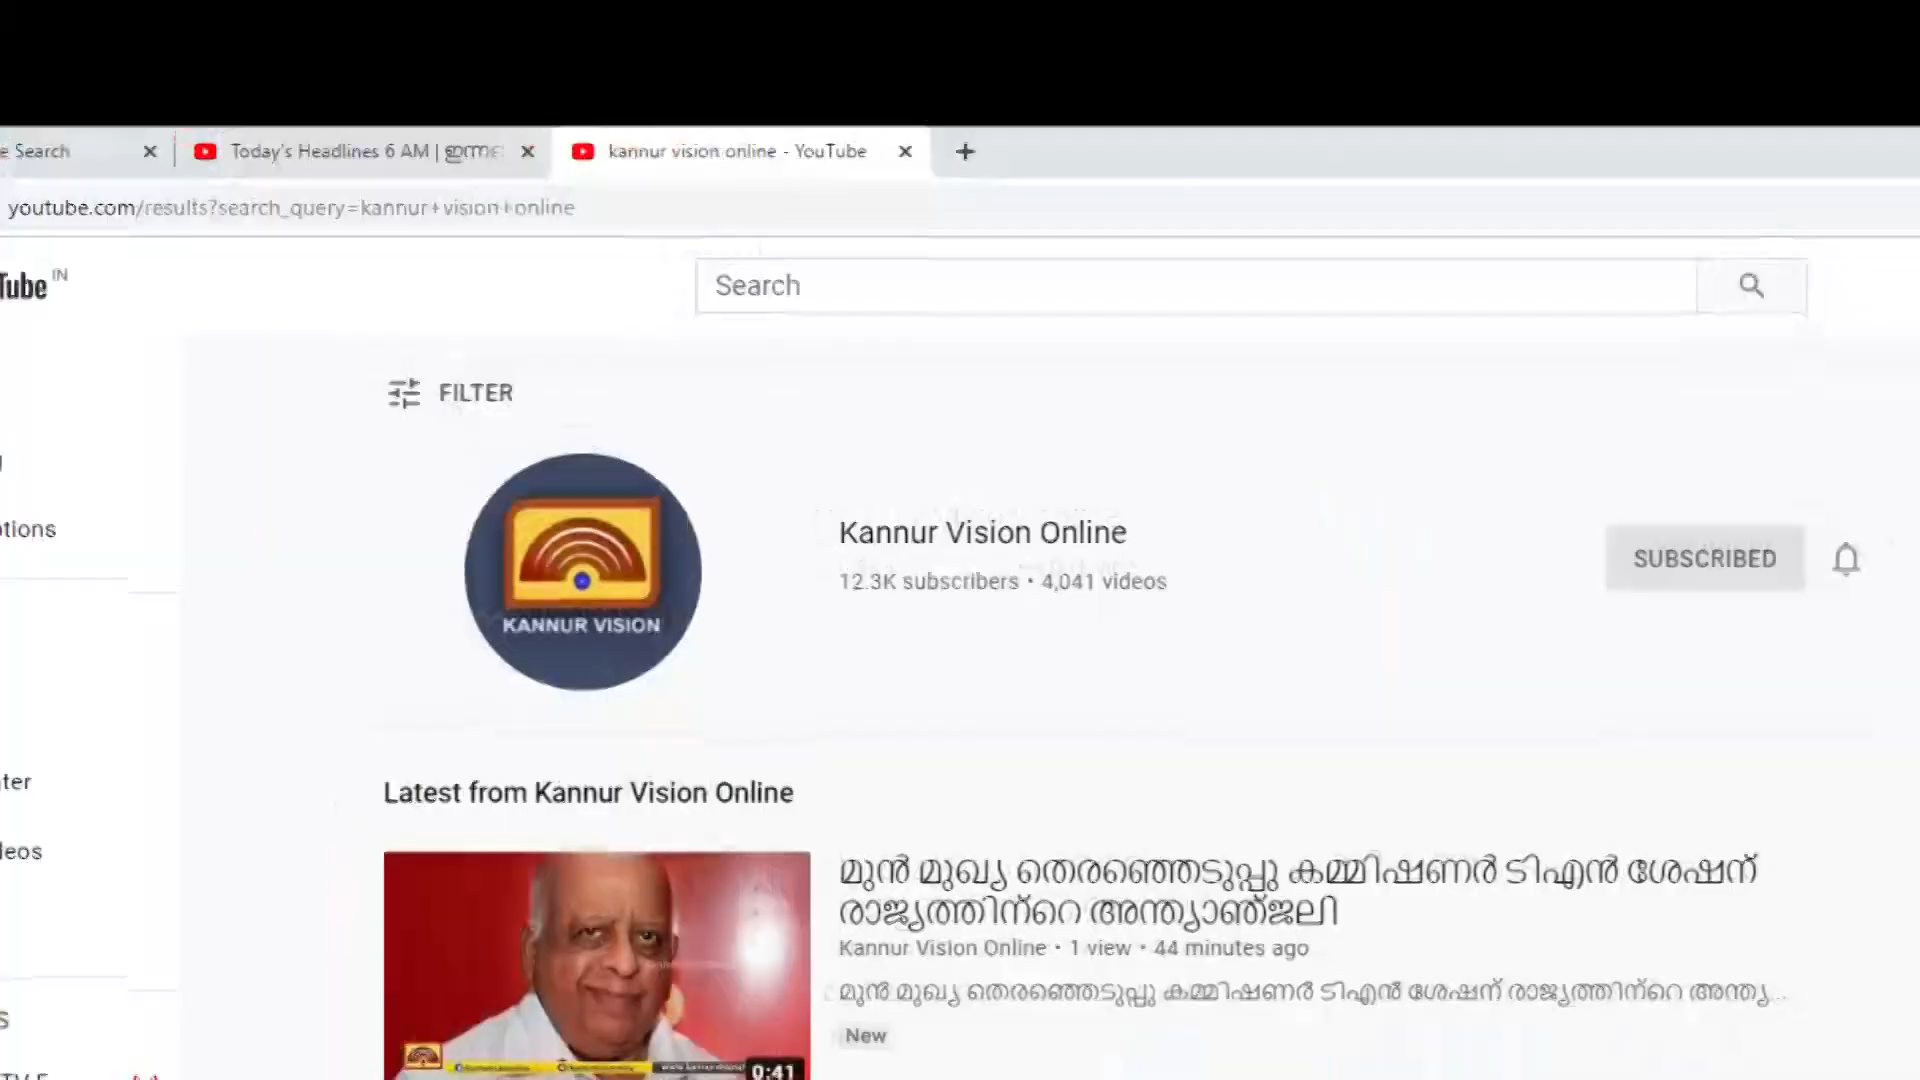 e Search
Today's Headlines 6 AM | ഇന്നത്
kannur vision online - YouTube
youtube.com/results?search_query=kannur+vision+online
Tube IN
Search
FILTER
KANNUR VISION
Kannur Vision Online
12.3K subscribers • 4,041 videos
SUBSCRIBED
tions
Latest from Kannur Vision Online
ter
leos
മുൻ മുഖ്യ തെരഞ്ഞെടുപ്പു കമ്മിഷണർ ടിഎൻ ശേഷന്
രാജ്യത്തിന്റെ അന്ത്യാഞ്ജലി
Kannur Vision Online • 1 view • 44 minutes ago
മുൻ മുഖ്യ തെരഞ്ഞെടുപ്പു കമ്മിഷണർ ടിഎൻ ശേഷന് രാജ്യത്തിന്റെ അന്ത്യ...
New
S
0:41